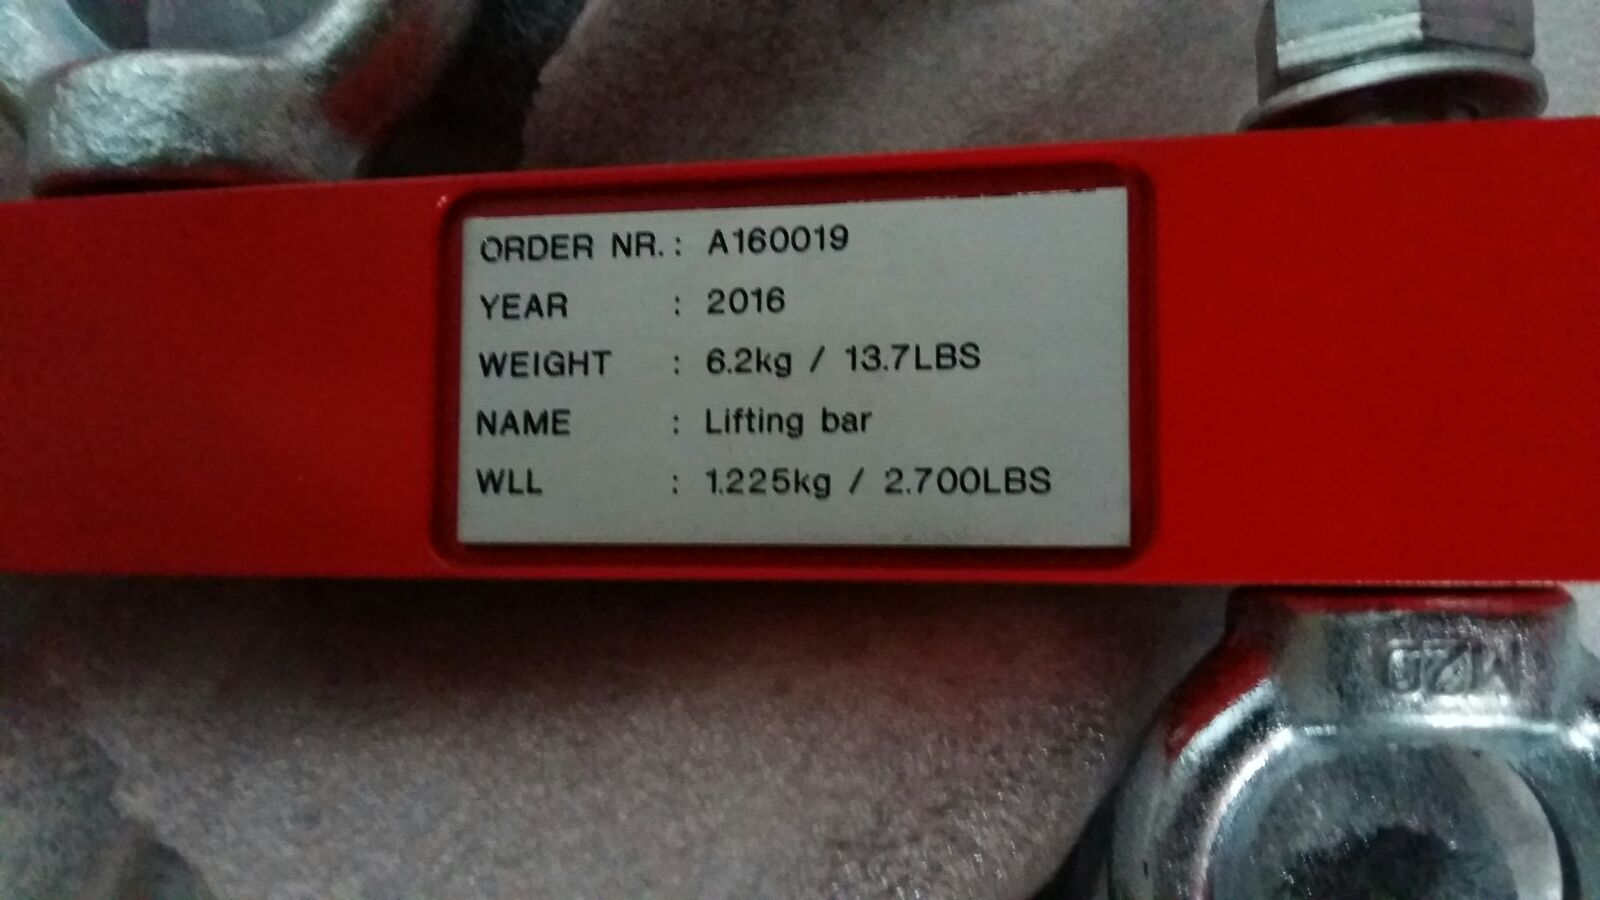 ORDER NR. : A160019
YEAR : 2016
WEIGHT : 6.2kg / 13.7LBS
NAME : Lifting bar
WLL : 1.225kg / 2.700LBS
M20